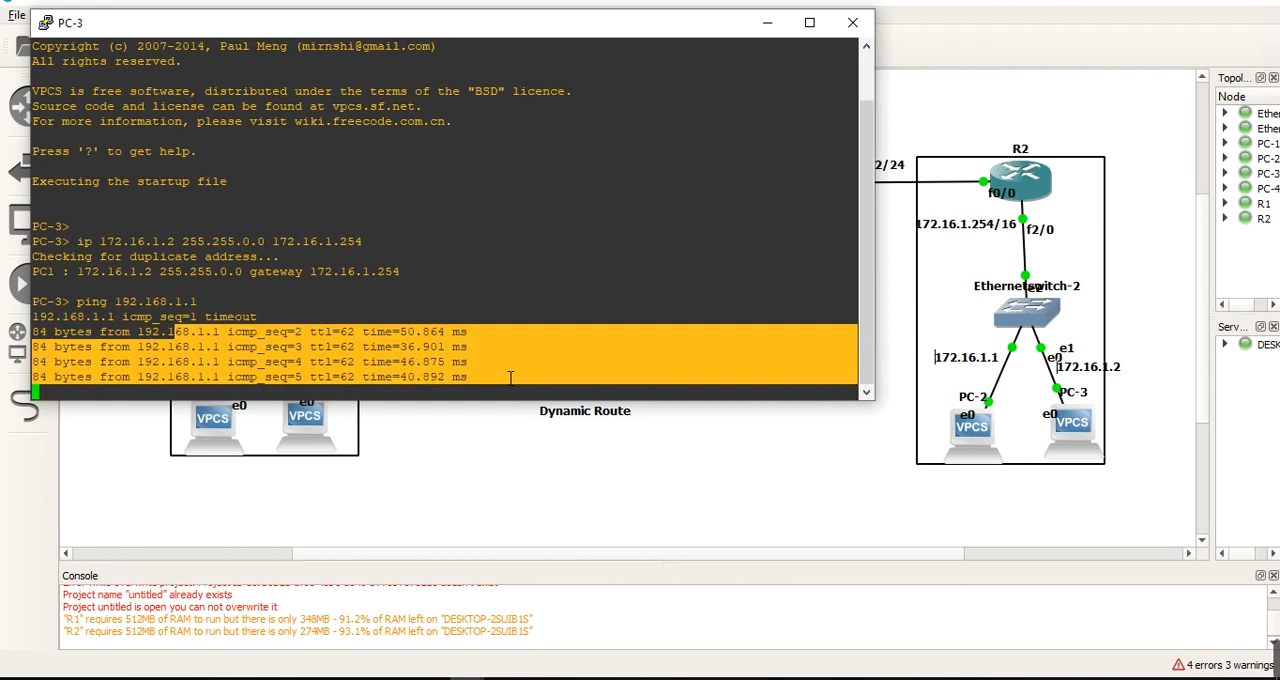 File
PC-3
Copyright (c) 2007-2014, Paul Meng (mirnshi@gmail.com)
All rights reserved.
VPCS is free software, distributed under the terms of the "BSD" licence.
Source code and license can be found at vpcs.sf.net.
For more information, please visit wiki.freecode.com.cn.
Press '?' to get help.
Executing the startup file
PC-3>
PC-3> ip 172.16.1.2 255.255.0.0 172.16.1.254
Checking for duplicate address...
PC1 : 172.16.1.2 255.255.0.0 gateway 172.16.1.254
PC-3> ping 192.168.1.1
192.168.1.1 icmp_seq=1 timeout
84 bytes from 192.168.1.1 icmp_seq=2 ttl=62 time=50.864 ms
84 bytes from 192.168.1.1 icmp_seq=3 ttl=62 time=36.901 ms
84 bytes from 192.168.1.1 icmp_seq=4 ttl=62 time=46.875 ms
84 bytes from 192.168.1.1 icmp_seq=5 ttl=62 time=40.892 ms
R2
2/24
f0/0
172.16.1.254/16
f2/0
Ethernetswitch-2
e2
172.16.1.1
e1
e0
172.16.1.2
PC-2
PC-3
e0
e0
VPCS
VPCS
e0
e0
VPCS
VPCS
Dynamic Route
Topol...
Node
Ether
Ether
PC-1
PC-2
PC-3
PC-4
R1
R2
Serv...
DESK
Console
Project name "untitled" already exists
Project untitled is open you can not overwrite it
"R1" requires 512MB of RAM to run but there is only 348MB - 91.2% of RAM left on "DESKTOP-2SUIB1S"
"R2" requires 512MB of RAM to run but there is only 274MB - 93.1% of RAM left on "DESKTOP-2SUIB1S"
4 errors 3 warnings